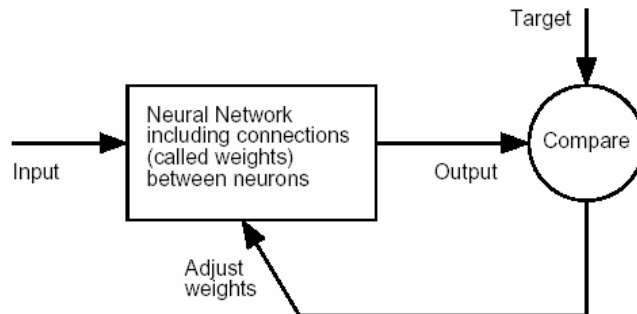 Target
Neural Network
including connections
(called weights)
between neurons
Compare
Input
Output
Adjust
weights